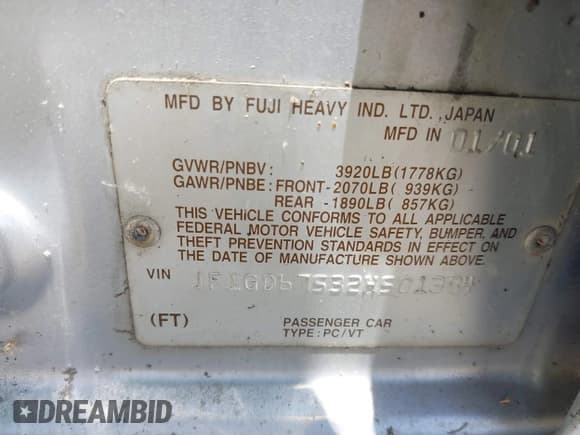 MFD BY FUJI HEAVY IND. LTD. ,JAPAN
MFD IN 01/01
GVWR/PNBV: 3920LB(1778KG)
GAWR/PNBE: FRONT-2070LB( 939KG)
REAR -1890LB( 857KG)
THIS VEHICLE CONFORMS TO ALL APPLICABLE
FEDERAL MOTOR VEHICLE SAFETY, BUMPER, AND
THEFT PREVENTION STANDARDS IN EFFECT ON
THE DATE OF MANUFACTURE SHOWN ABOVE.
VIN
(FT) PASSENGER CAR
TYPE: PC/VT
DREAMBID